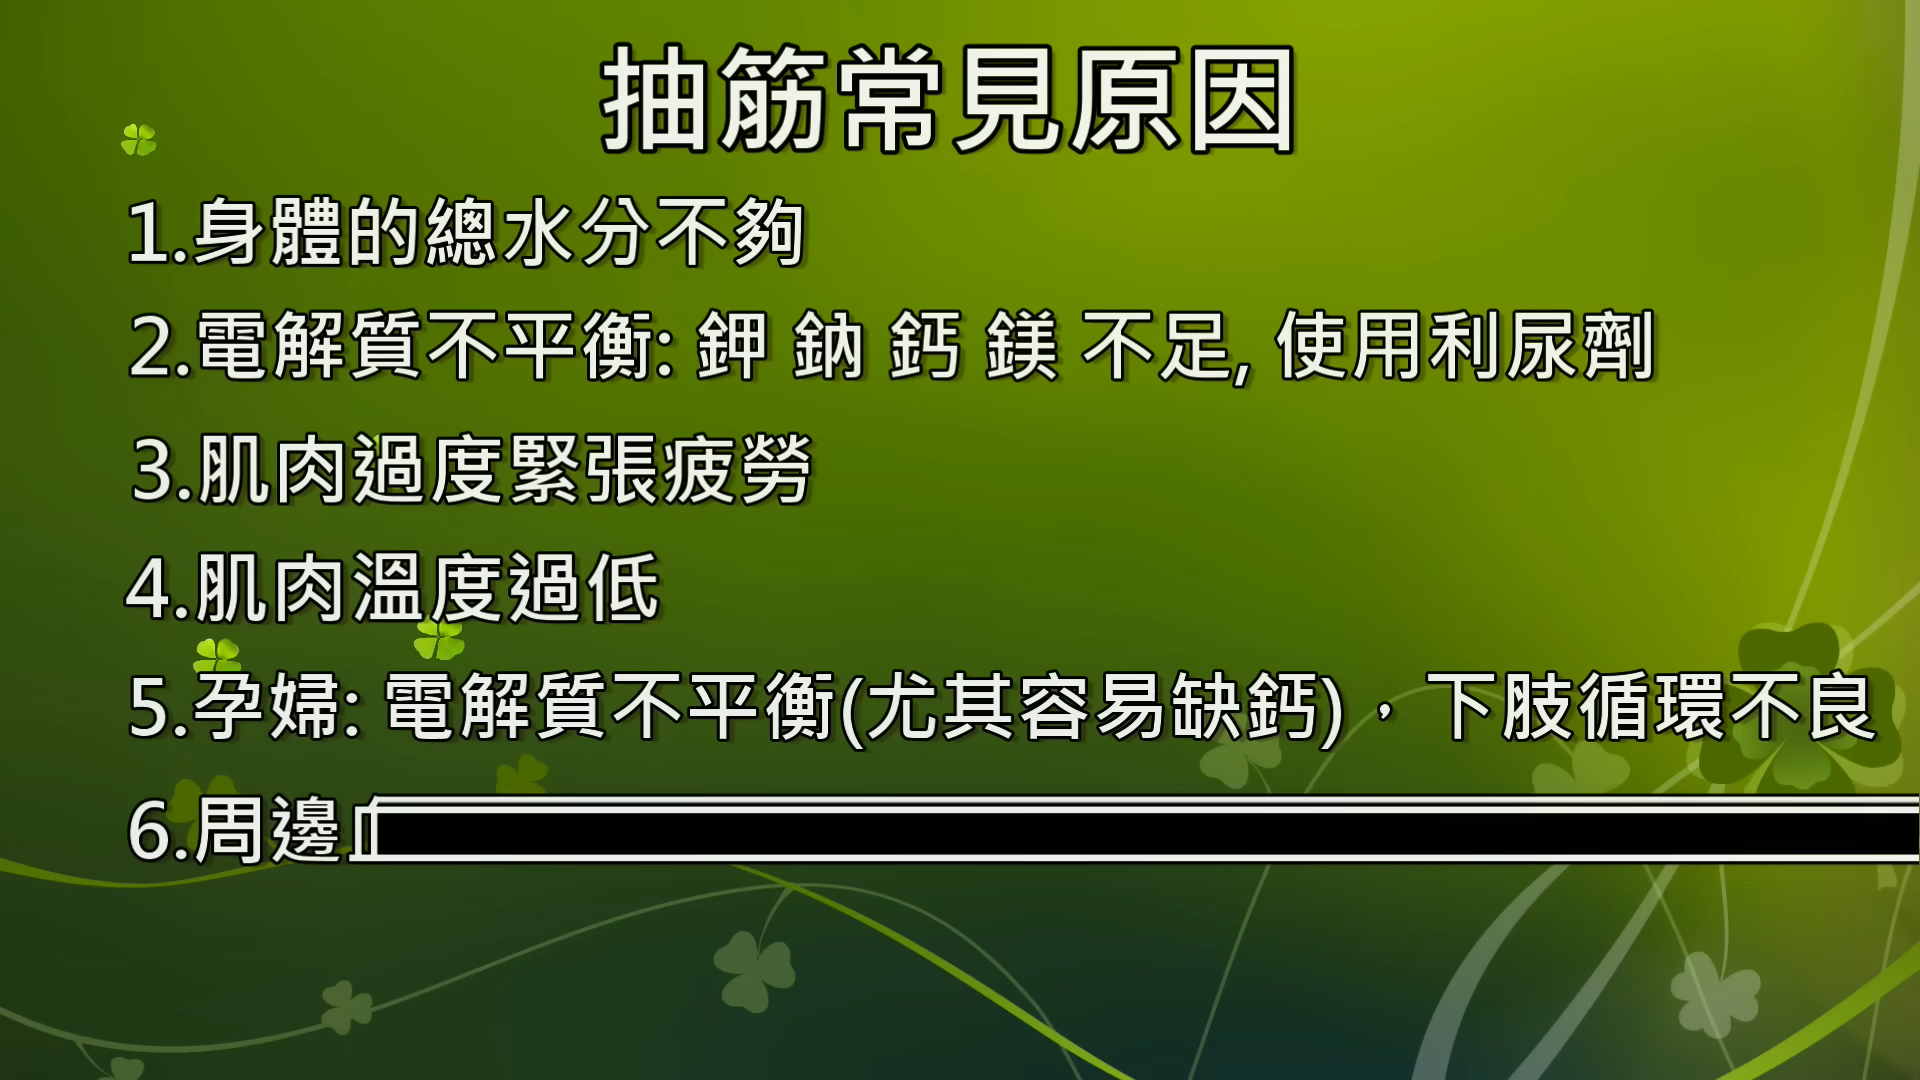 抽筋常見原因
1.身體的總水分不夠
2.電解質不平衡: 鉀 鈉 鈣 鎂 不足, 使用利尿劑
3.肌肉過度緊張疲勞
4.肌肉溫度過低
5.孕婦: 電解質不平衡(尤其容易缺鈣)，下肢循環不良
6.周邊